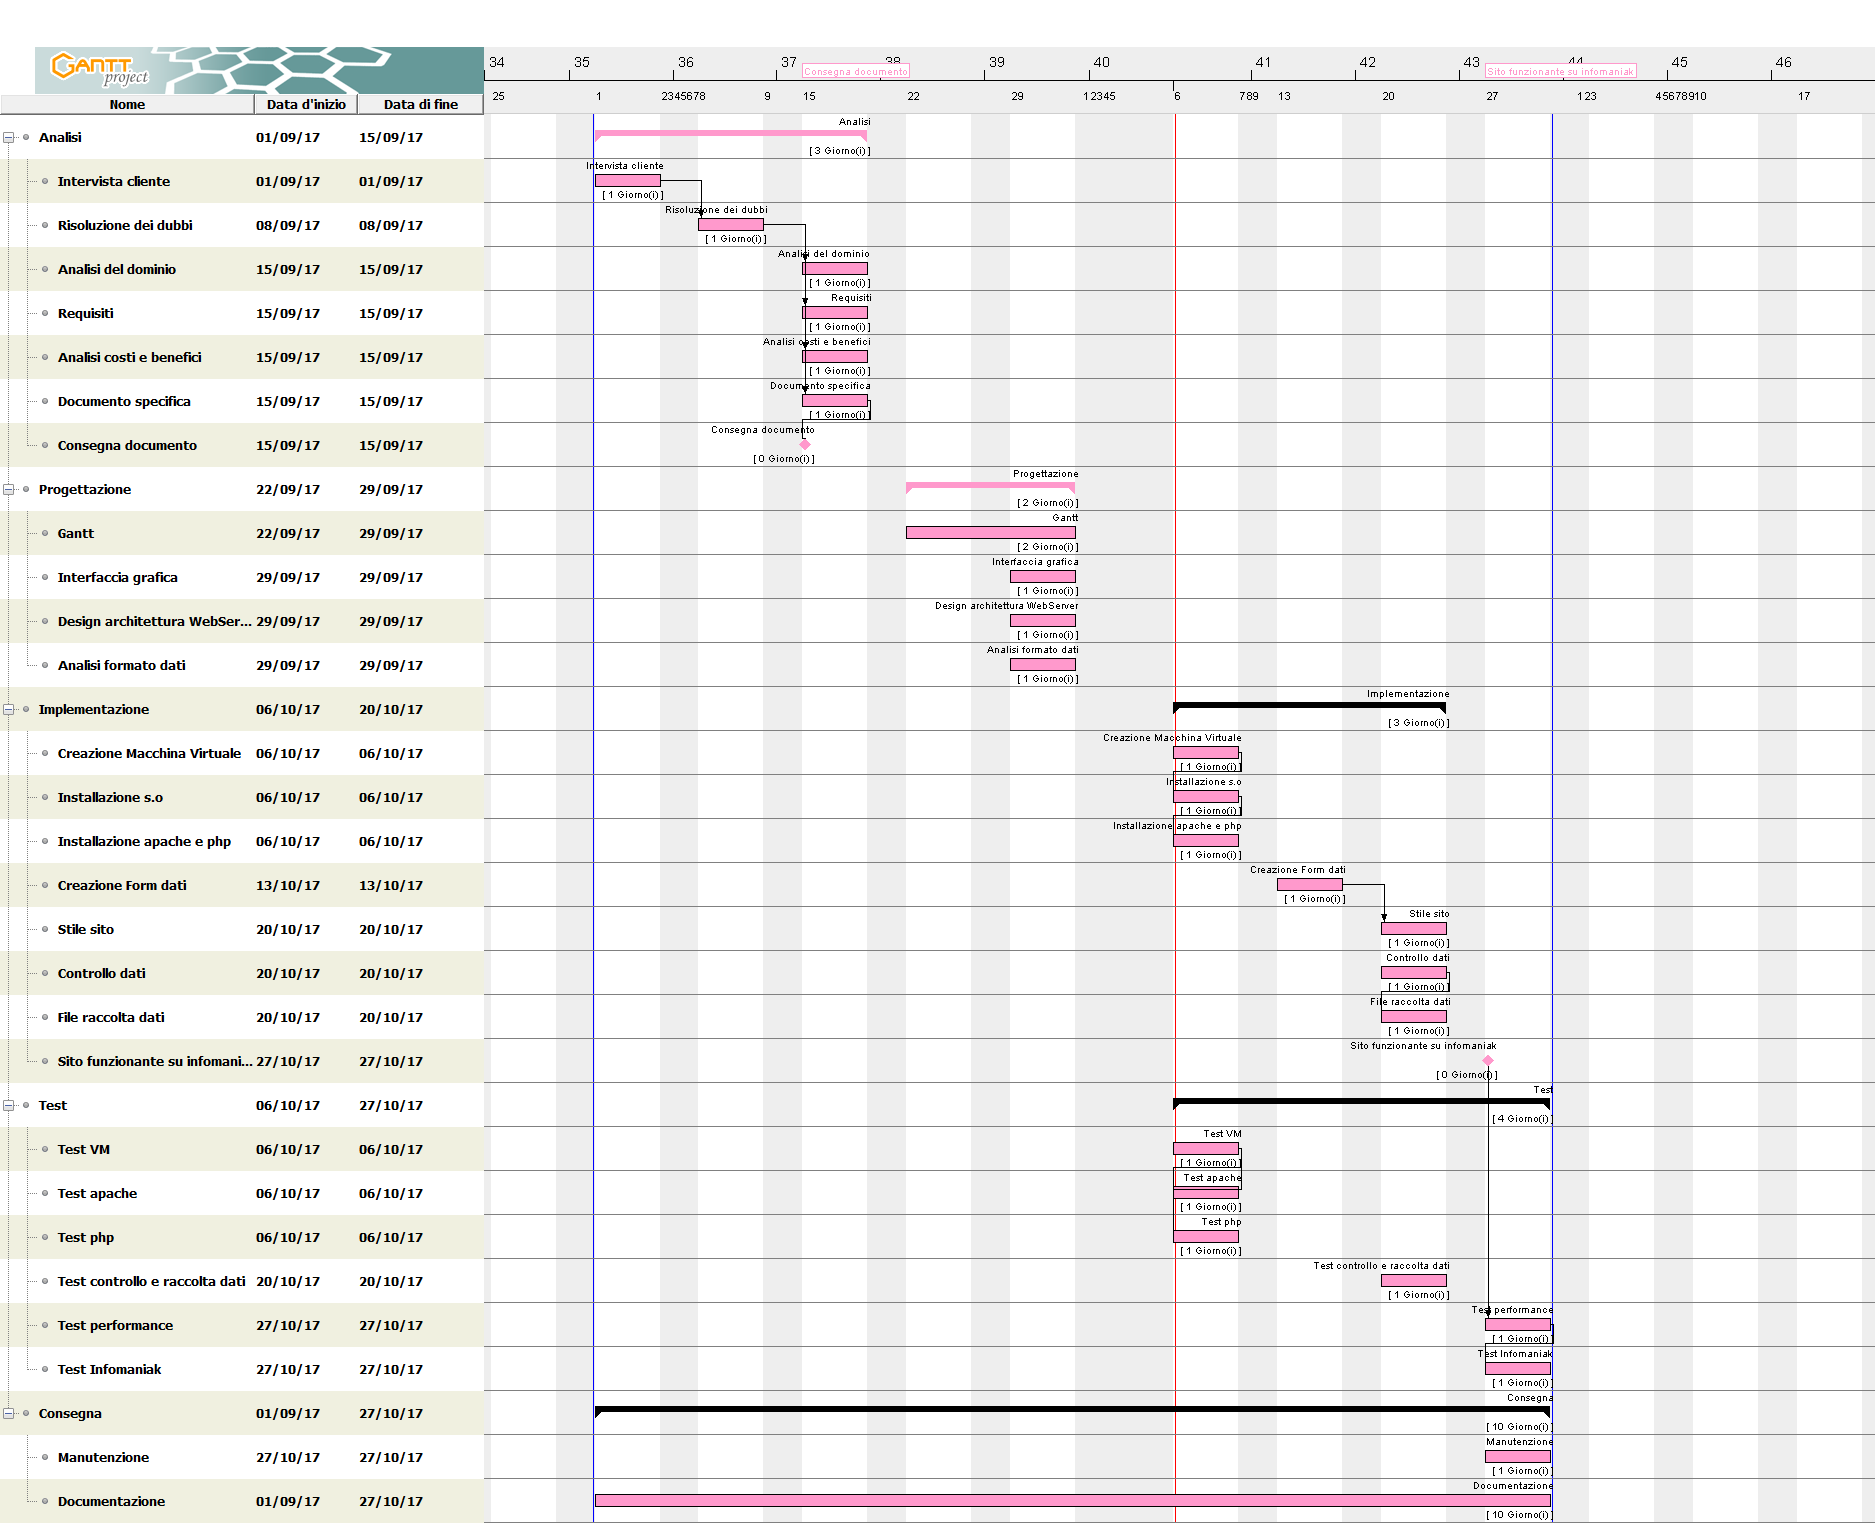 GANTT project
34 35 36 37 38 39 40 41 42 43 44 45 46
Consegna documento Sito funzionante su infomaniak
Nome Data d'inizio Data di fine
25 1 2345678 9 15 22 29 12345 6 789 13 20 27 123 45678910 17
Analisi 01/09/17 15/09/17 Analisi
[ 3 Giorno(i) ]
Intervista cliente 01/09/17 01/09/17 Intervista cliente
[ 1 Giorno(i) ]
Risoluzione dei dubbi 08/09/17 08/09/17 Risoluzione dei dubbi
[ 1 Giorno(i) ]
Analisi del dominio 15/09/17 15/09/17 Analisi del dominio
[ 1 Giorno(i) ]
Requisiti 15/09/17 15/09/17 Requisiti
[ 1 Giorno(i) ]
Analisi costi e benefici 15/09/17 15/09/17 Analisi costi e benefici
[ 1 Giorno(i) ]
Documento specifica 15/09/17 15/09/17 Documento specifica
[ 1 Giorno(i) ]
Consegna documento 15/09/17 15/09/17 Consegna documento
[ 0 Giorno(i) ]
Progettazione 22/09/17 29/09/17 Progettazione
[ 2 Giorno(i) ]
Gantt 22/09/17 29/09/17 Gantt
[ 2 Giorno(i) ]
Interfaccia grafica 29/09/17 29/09/17 Interfaccia grafica
[ 1 Giorno(i) ]
Design architettura WebSer... 29/09/17 29/09/17 Design architettura WebServer
[ 1 Giorno(i) ]
Analisi formato dati 29/09/17 29/09/17 Analisi formato dati
[ 1 Giorno(i) ]
Implementazione 06/10/17 20/10/17 Implementazione
[ 3 Giorno(i) ]
Creazione Macchina Virtuale 06/10/17 06/10/17 Creazione Macchina Virtuale
[ 1 Giorno(i) ]
Installazione s.o 06/10/17 06/10/17 Installazione s.o
[ 1 Giorno(i) ]
Installazione apache e php 06/10/17 06/10/17 Installazione apache e php
[ 1 Giorno(i) ]
Creazione Form dati 13/10/17 13/10/17 Creazione Form dati
[ 1 Giorno(i) ]
Stile sito 20/10/17 20/10/17 Stile sito
[ 1 Giorno(i) ]
Controllo dati 20/10/17 20/10/17 Controllo dati
[ 1 Giorno(i) ]
File raccolta dati 20/10/17 20/10/17 File raccolta dati
[ 1 Giorno(i) ]
Sito funzionante su infomani... 27/10/17 27/10/17 Sito funzionante su infomaniak
[ 0 Giorno(i) ]
Test 06/10/17 27/10/17 Test
[ 4 Giorno(i) ]
Test VM 06/10/17 06/10/17 Test VM
[ 1 Giorno(i) ]
Test apache 06/10/17 06/10/17 Test apache
[ 1 Giorno(i) ]
Test php 06/10/17 06/10/17 Test php
[ 1 Giorno(i) ]
Test controllo e raccolta dati 20/10/17 20/10/17 Test controllo e raccolta dati
[ 1 Giorno(i) ]
Test performance 27/10/17 27/10/17 Test performance
[ 1 Giorno(i) ]
Test Infomaniak 27/10/17 27/10/17 Test Infomaniak
[ 1 Giorno(i) ]
Consegna 01/09/17 27/10/17 Consegna
[ 10 Giorno(i) ]
Manutenzione 27/10/17 27/10/17 Manutenzione
[ 1 Giorno(i) ]
Documentazione 01/09/17 27/10/17 Documentazione
[ 10 Giorno(i) ]